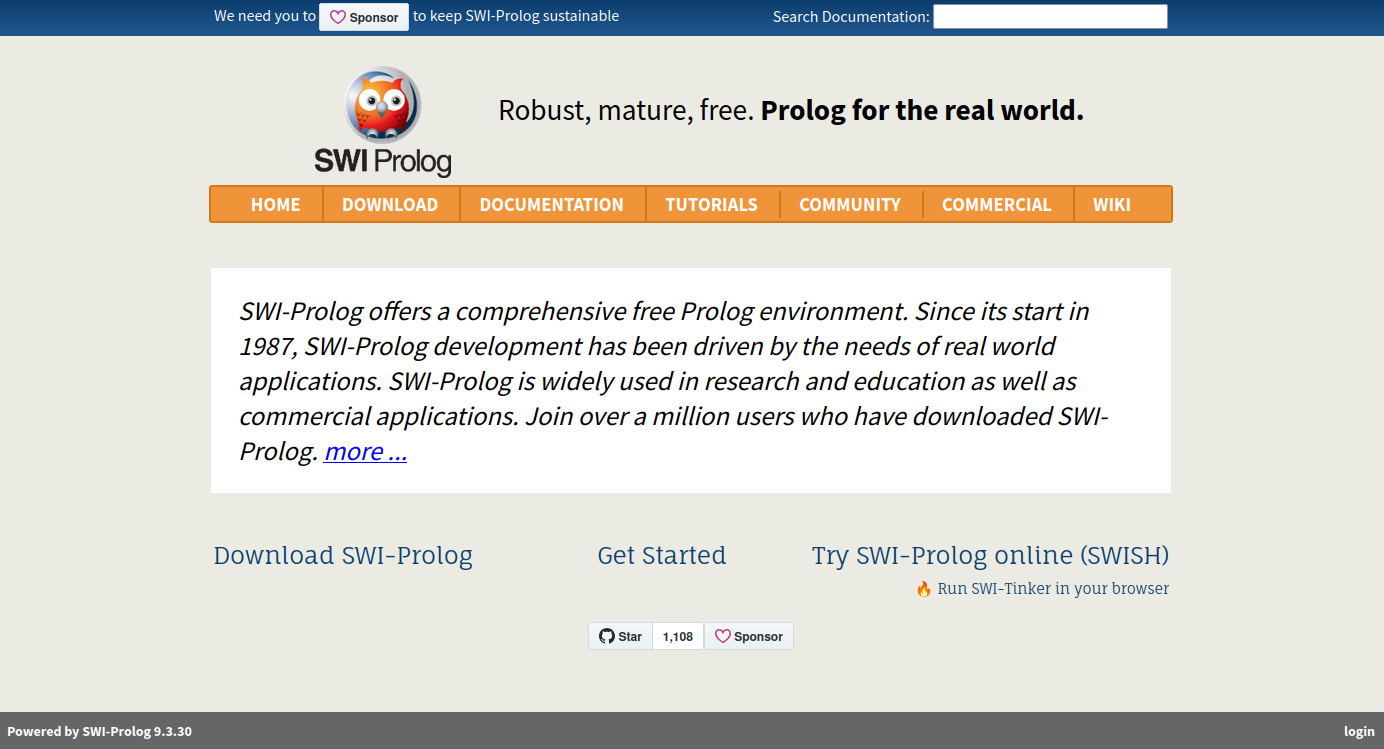 We need you to Sponsor to keep SWI-Prolog sustainable
Search Documentation:
SWI Prolog
Robust, mature, free. Prolog for the real world.
HOME DOWNLOAD DOCUMENTATION TUTORIALS COMMUNITY COMMERCIAL WIKI
SWI-Prolog offers a comprehensive free Prolog environment. Since its start in
1987, SWI-Prolog development has been driven by the needs of real world
applications. SWI-Prolog is widely used in research and education as well as
commercial applications. Join over a million users who have downloaded SWI-
Prolog. more ...
Download SWI-Prolog
Get Started
Try SWI-Prolog online (SWISH)
🔥 Run SWI-Tinker in your browser
Star 1,108 Sponsor
Powered by SWI-Prolog 9.3.30
login